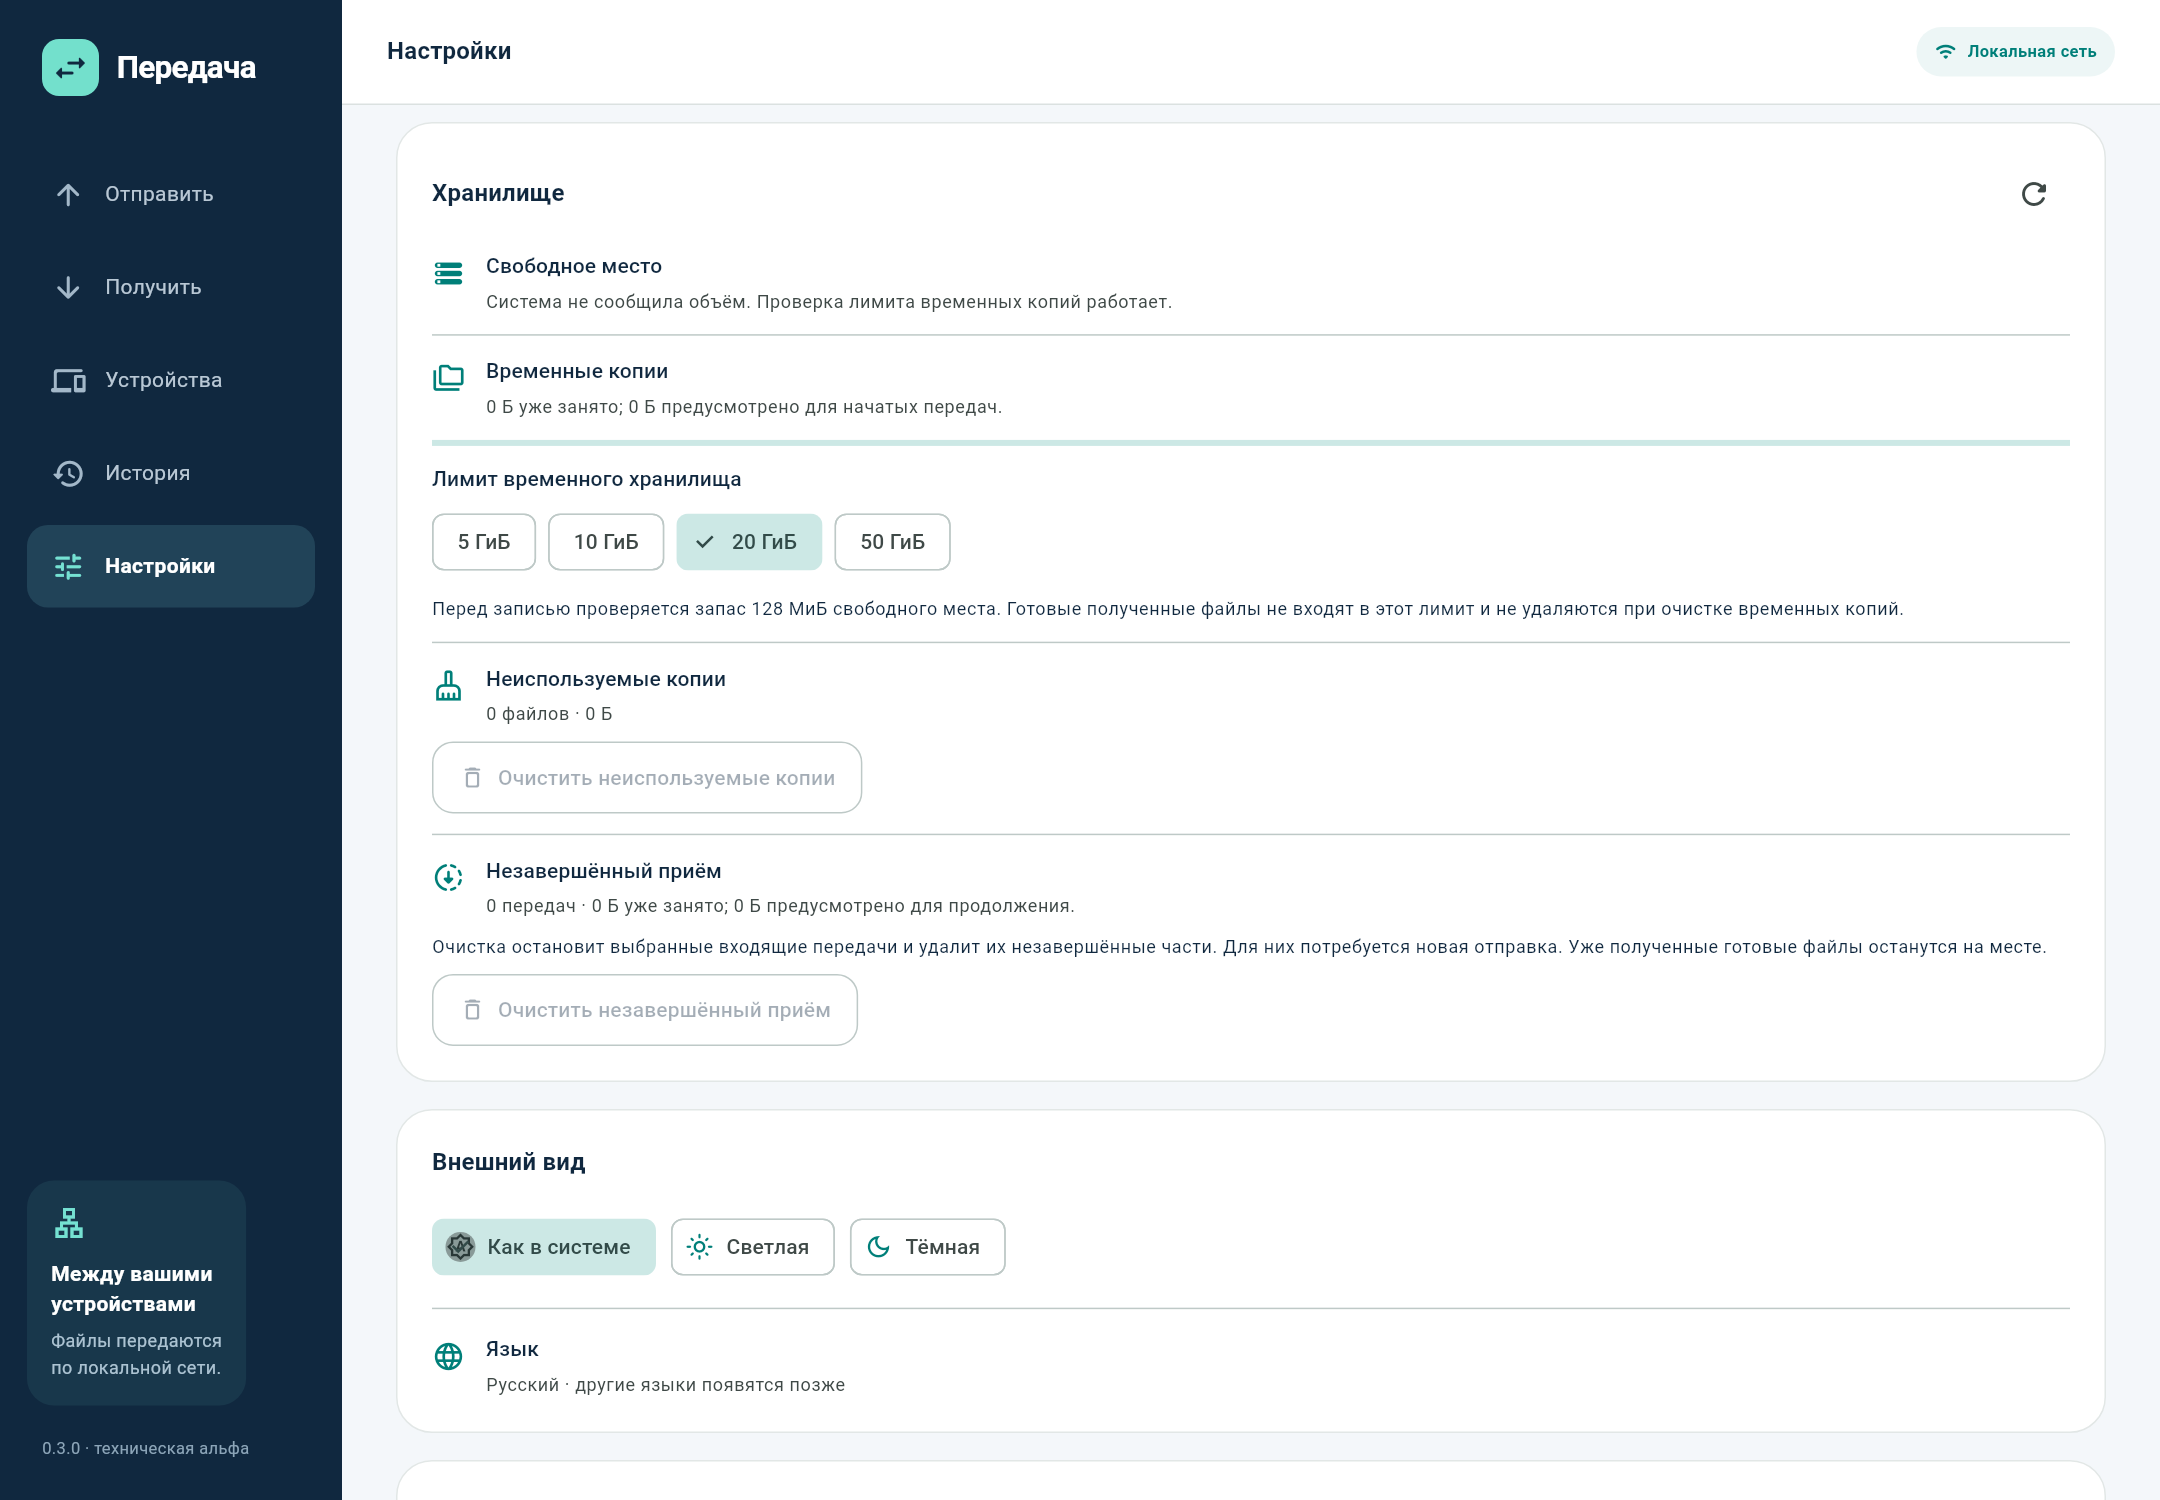 Передача
Отправить
Получить
Устройства
История
Настройки
Между вашими
устройствами
Файлы передаются
по локальной сети.
0.3.0 · техническая альфа
Настройки
Локальная сеть
Хранилище
Свободное место
Система не сообщила объём. Проверка лимита временных копий работает.
Временные копии
0 Б уже занято; 0 Б предусмотрено для начатых передач.
Лимит временного хранилища
5 ГиБ
10 ГиБ
20 ГиБ
50 ГиБ
Перед записью проверяется запас 128 МиБ свободного места. Готовые полученные файлы не входят в этот лимит и не удаляются при очистке временных копий.
Неиспользуемые копии
0 файлов · 0 Б
Очистить неиспользуемые копии
Незавершённый приём
0 передач · 0 Б уже занято; 0 Б предусмотрено для продолжения.
Очистка остановит выбранные входящие передачи и удалит их незавершённые части. Для них потребуется новая отправка. Уже полученные готовые файлы останутся на месте.
Очистить незавершённый приём
Внешний вид
Как в системе
Светлая
Тёмная
Язык
Русский · другие языки появятся позже